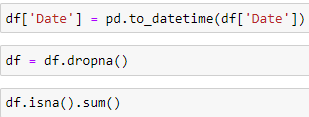 df['Date'] = pd.to_datetime(df['Date'])
df = df.dropna()
df.isna().sum()